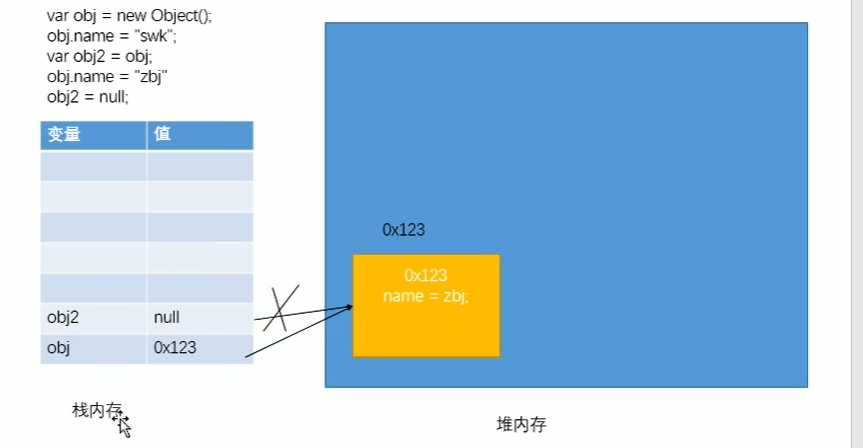 var obj = new Object();
obj.name = "swk";
var obj2 = obj;
obj.name = "zbj"
obj2 = null;
变量 值
obj2 null
obj 0x123
栈内存
0x123
0x123
name = zbj;
堆内存